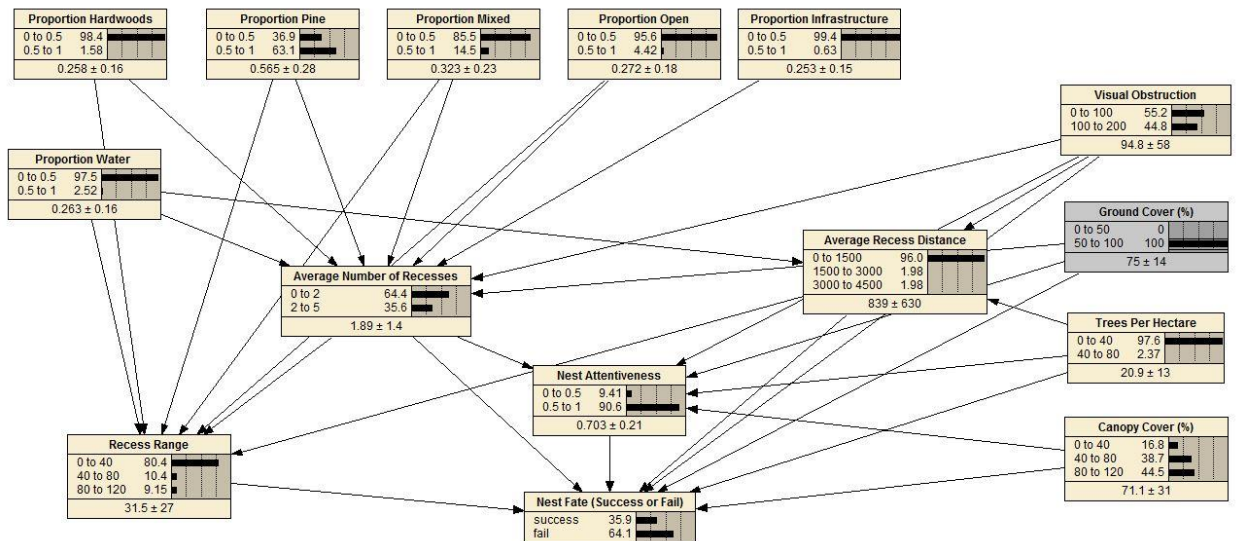 Proportion Hardwoods
0 to 0.5 98.4
0.5 to 1 1.58
0.258 ± 0.16
Proportion Pine
0 to 0.5 36.9
0.5 to 1 63.1
0.565 ± 0.28
Proportion Mixed
0 to 0.5 85.5
0.5 to 1 14.5
0.323 ± 0.23
Proportion Open
0 to 0.5 95.6
0.5 to 1 4.42
0.272 ± 0.18
Proportion Infrastructure
0 to 0.5 99.4
0.5 to 1 0.63
0.253 ± 0.15
Visual Obstruction
0 to 100 55.2
100 to 200 44.8
94.8 ± 58
Proportion Water
0 to 0.5 97.5
0.5 to 1 2.52
0.263 ± 0.16
Ground Cover (%)
0 to 50 0
50 to 100 100
75 ± 14
Average Recess Distance
0 to 1500 96.0
1500 to 3000 1.98
3000 to 4500 1.98
839 ± 630
Average Number of Recesses
0 to 2 64.4
2 to 5 35.6
1.89 ± 1.4
Trees Per Hectare
0 to 40 97.6
40 to 80 2.37
20.9 ± 13
Nest Attentiveness
0 to 0.5 9.41
0.5 to 1 90.6
0.703 ± 0.21
Canopy Cover (%)
0 to 40 16.8
40 to 80 38.7
80 to 120 44.5
71.1 ± 31
Recess Range
0 to 40 80.4
40 to 80 10.4
80 to 120 9.15
31.5 ± 27
Nest Fate (Success or Fail)
success 35.9
fail 64.1